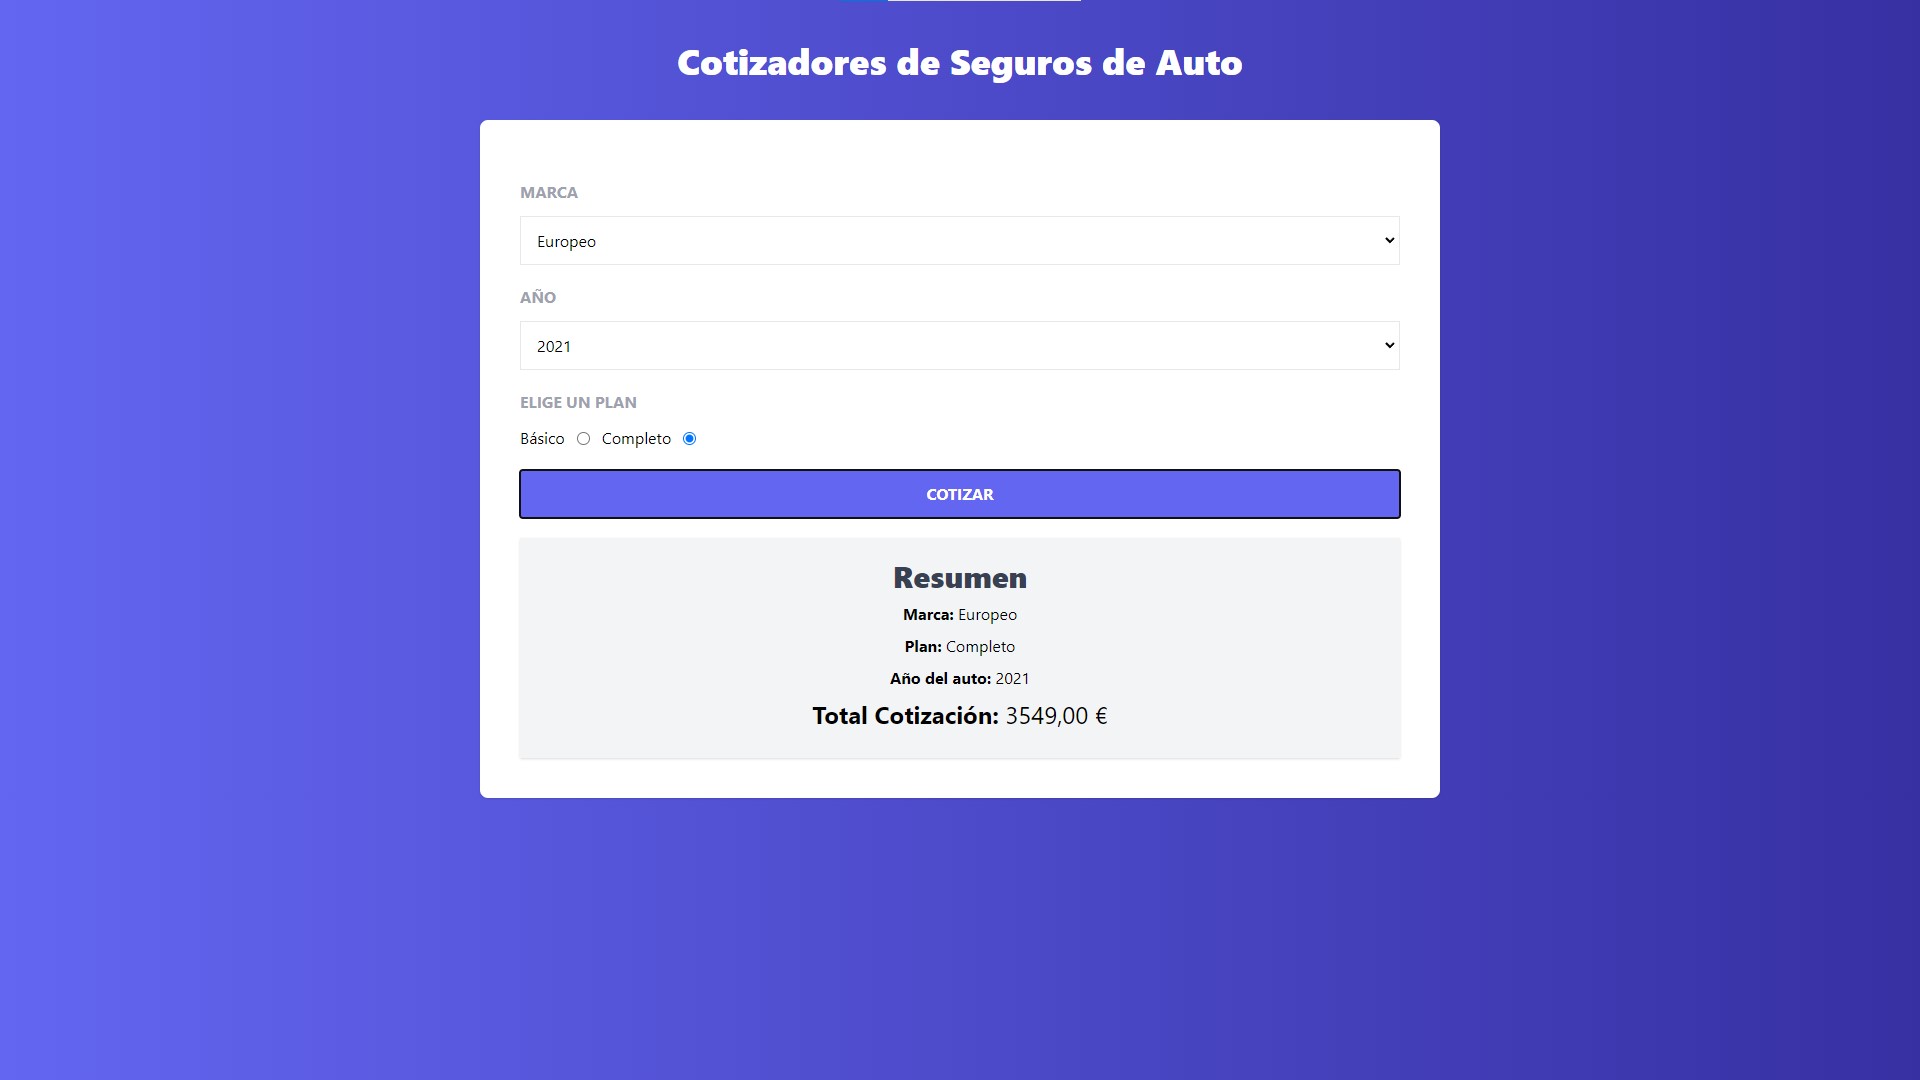 Cotizadores de Seguros de Auto
MARCA
Europeo
AÑO
2021
ELIGE UN PLAN
Básico Completo
COTIZAR
Resumen
Marca: Europeo
Plan: Completo
Año del auto: 2021
Total Cotización: 3549,00 €